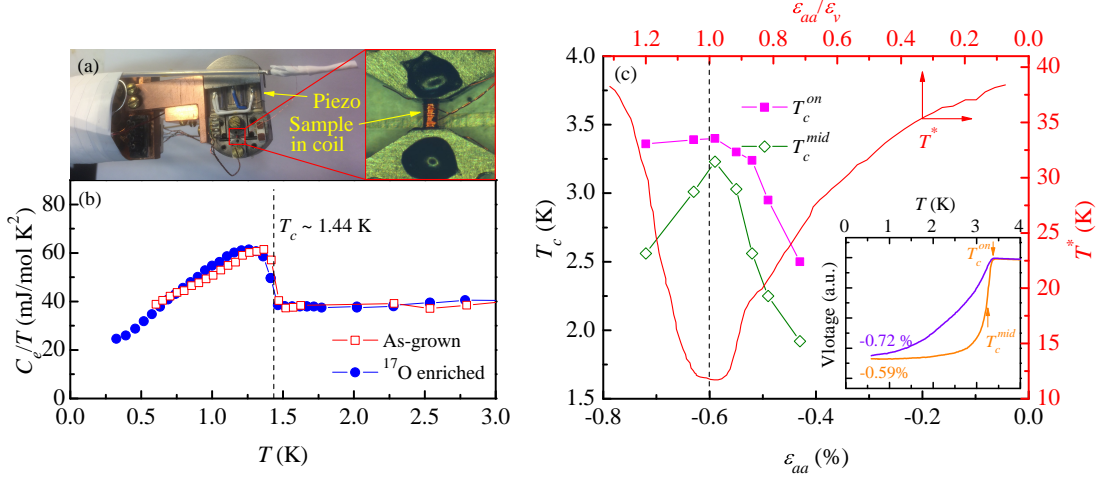 (a)
Piezo
Sample
in coil
(b)
T_c ~ 1.44 K
C_e/T (mJ/mol K²)
80
60
40
20
0
As-grown
¹⁷O enriched
0.0 0.5 1.0 1.5 2.0 2.5 3.0
T (K)
ε_aa/ε_v
1.2 1.0 0.8 0.6 0.4 0.2 0.0
(c)
T_c^on
T_c^mid
T^*
T_c (K)
4.0
3.5
3.0
2.5
2.0
1.5
40
35
30
25
20
15
10
T^* (K)
T (K)
0 1 2 3 4
T_c^on
T_c^mid
Vlotage (a.u.)
-0.72 %
-0.59%
-0.8 -0.6 -0.4 -0.2 0.0
ε_aa (%)